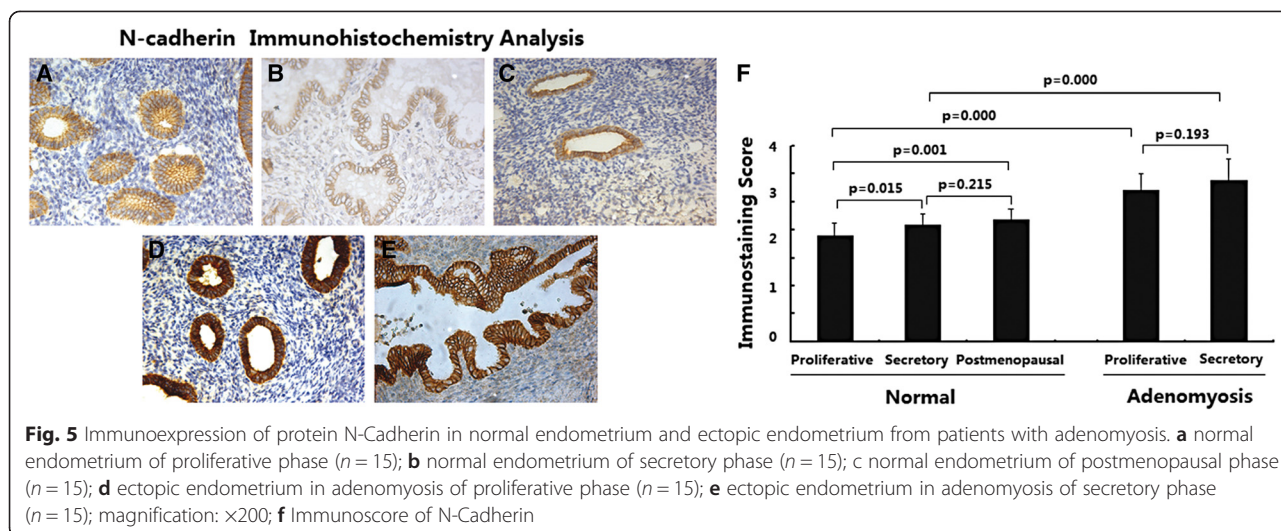 N-cadherin Immunohistochemistry Analysis
A
B
C
D
E
F
p=0.000
p=0.000
p=0.193
p=0.001
p=0.015
p=0.215
Immunostaining Score
4
3
2
1
0
Proliferative Secretory Postmenopausal Proliferative Secretory
Normal Adenomyosis
Fig. 5 Immunoexpression of protein N-Cadherin in normal endometrium and ectopic endometrium from patients with adenomyosis. a normal
endometrium of proliferative phase (n = 15); b normal endometrium of secretory phase (n = 15); c normal endometrium of postmenopausal phase
(n = 15); d ectopic endometrium in adenomyosis of proliferative phase (n = 15); e ectopic endometrium in adenomyosis of secretory phase
(n = 15); magnification: ×200; f Immunoscore of N-Cadherin